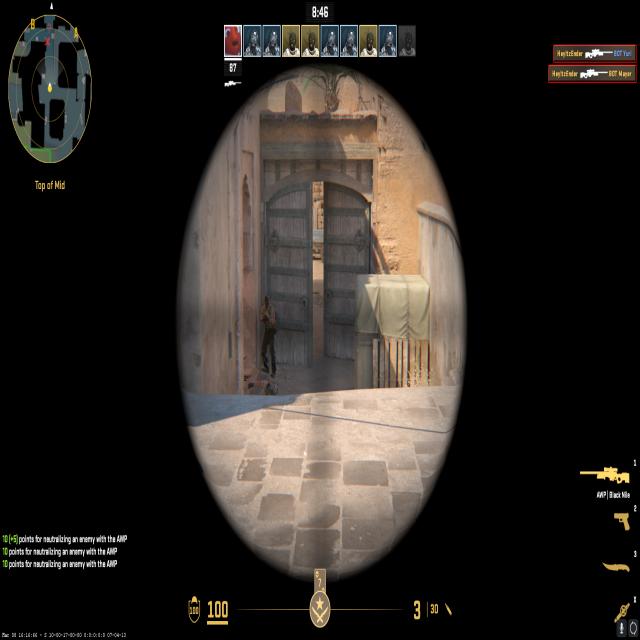 8:46
B
A
87
HeyItzEnder BOT Yuri
HeyItzEnder BOT Mayor
Top of Mid
1
AWP | Black Nile
2
3
10 [+5] points for neutralizing an enemy with the AWP
10 points for neutralizing an enemy with the AWP
10 points for neutralizing an enemy with the AWP
100
100
3
30